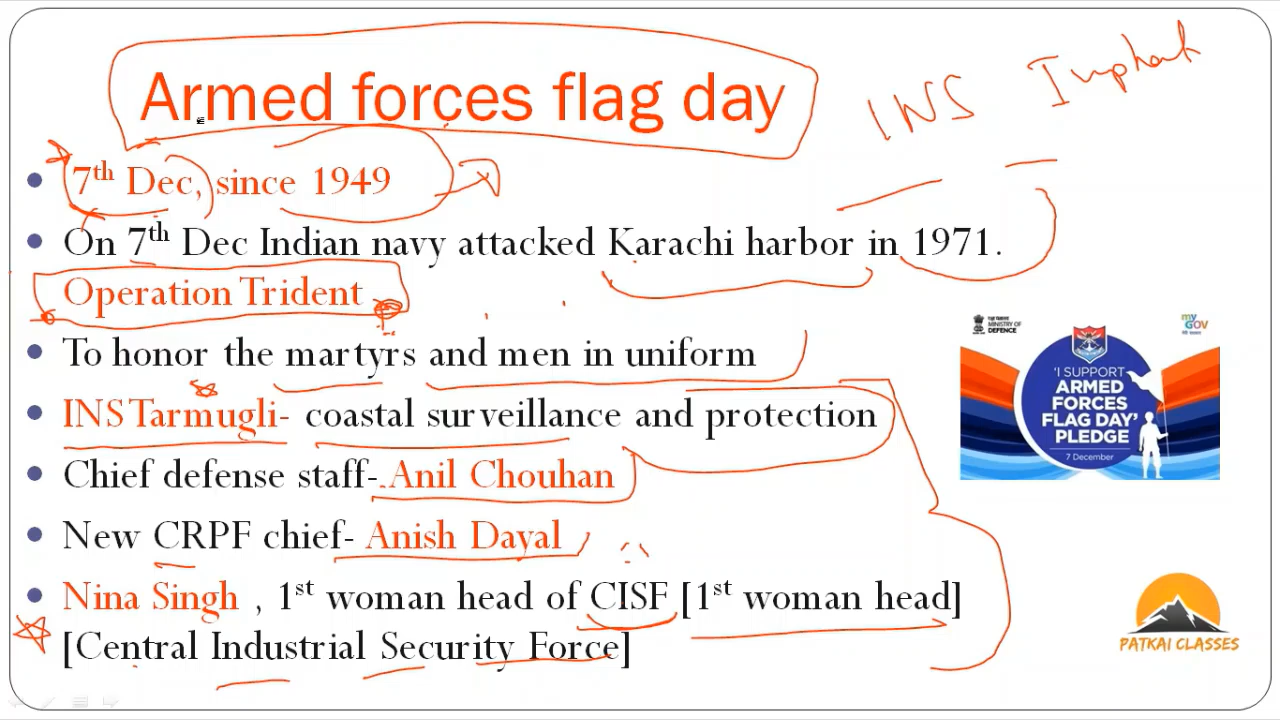 Armed forces flag day
INS Imphal
7th Dec, since 1949
On 7th Dec Indian navy attacked Karachi harbor in 1971.
Operation Trident
To honor the martyrs and men in uniform
INS Tarmugli- coastal surveillance and protection
Chief defense staff- Anil Chouhan
New CRPF chief- Anish Dayal
Nina Singh , 1st woman head of CISF [1st woman head]
[Central Industrial Security Force]
MINISTRY OF
DEFENCE
my
GOV
'I SUPPORT
ARMED
FORCES
FLAG DAY'
PLEDGE
7 December
PATKAI CLASSES